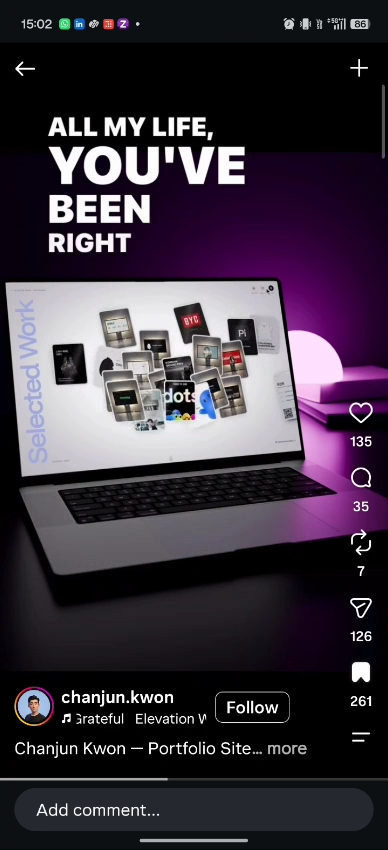 15:02
86
ALL MY LIFE,
YOU'VE
BEEN
RIGHT
Selected Work
BYC
Pi
dots
135
35
7
126
261
chanjun.kwon
Follow
Grateful Elevation W
Chanjun Kwon — Portfolio Site... more
Add comment...